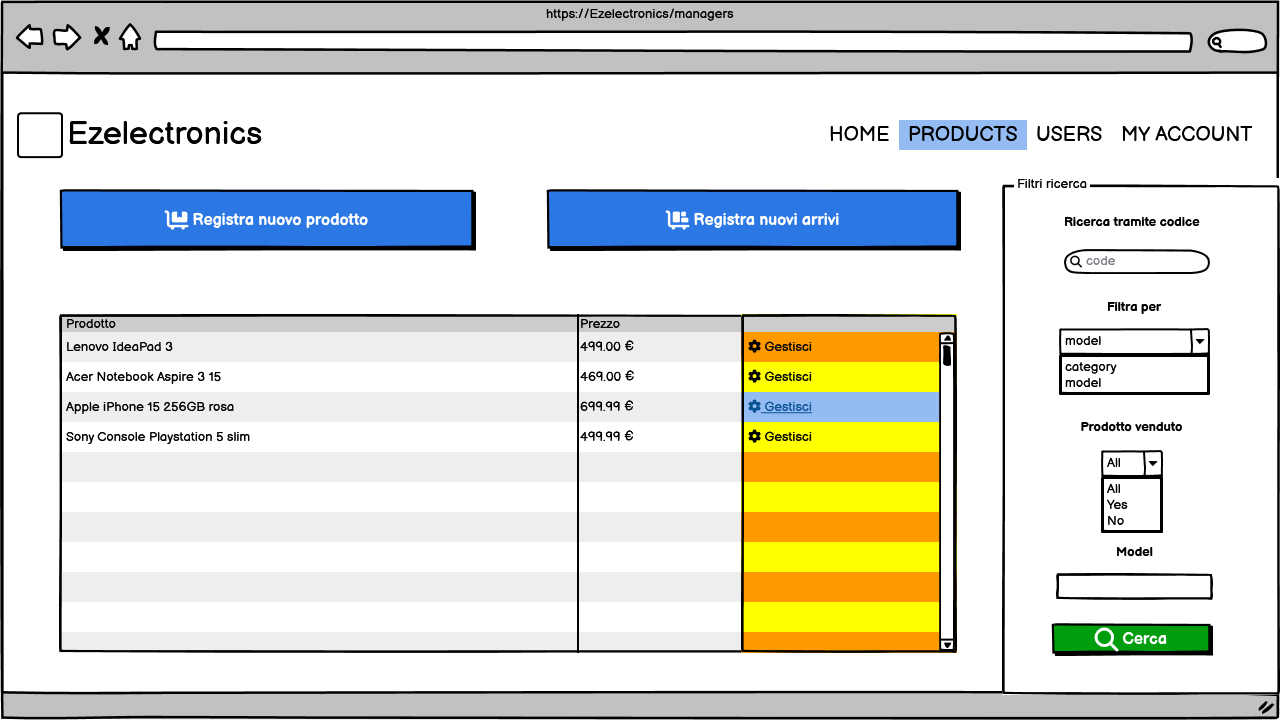 https://Ezelectronics/managers
Ezelectronics
HOME PRODUCTS USERS MY ACCOUNT
Registra nuovo prodotto
Registra nuovi arrivi
Prodotto Prezzo
Lenovo IdeaPad 3 499.00 € Gestisci
Acer Notebook Aspire 3 15 469.00 € Gestisci
Apple iPhone 15 256GB rosa 699.99 € Gestisci
Sony Console Playstation 5 slim 499.99 € Gestisci
Filtri ricerca
Ricerca tramite codice
code
Filtra per
model
category
model
Prodotto venduto
All
All
Yes
No
Model
Cerca